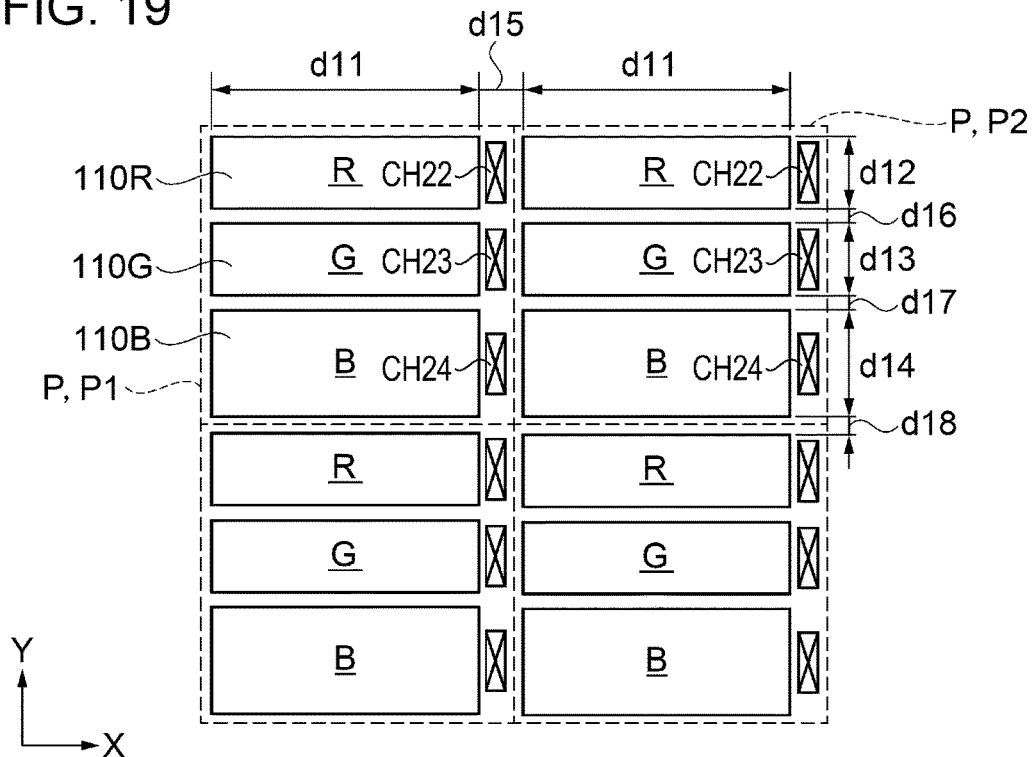 FIG. 19
d15
d11 d11
P, P2
110R R CH22 R CH22 d12
d16
110G G CH23 G CH23 d13
d17
110B B CH24 B CH24 d14
P, P1
d18
R R
G G
B B
Y
X